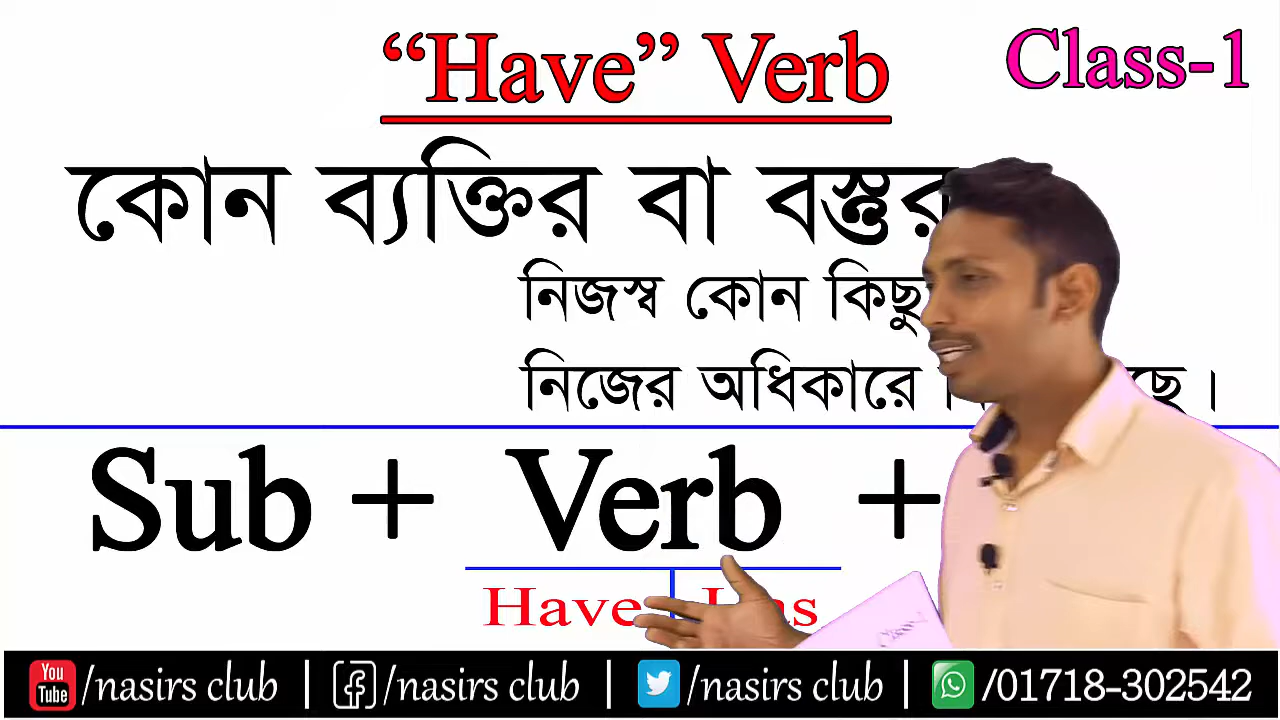 “Have” Verb
Class-1
কোন ব্যক্তির বা বস্তুর
নিজস্ব কোন কিছু
নিজের অধিকারে
Sub + Verb +
Have
/nasirs club | /nasirs club | /nasirs club | /01718-302542